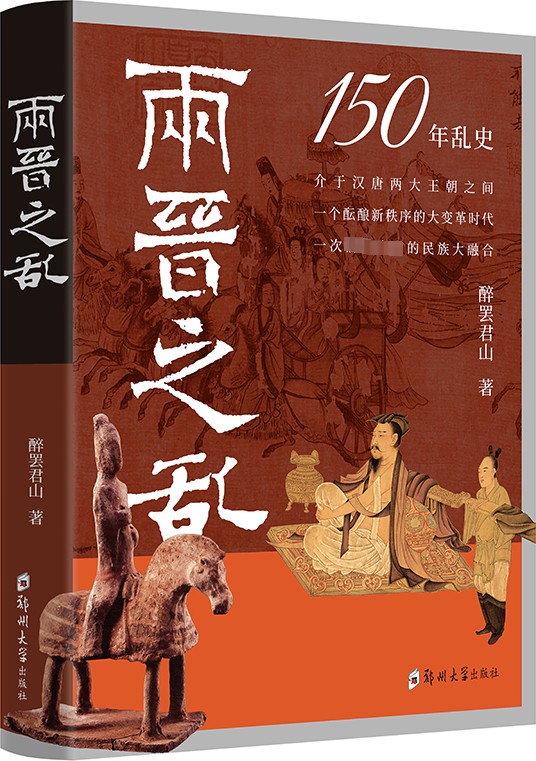 兩晉之乱
醉罢君山 著
郑州大学出版社
兩晉之乱
150年乱史
介于汉唐两大王朝之间
一个酝酿新秩序的大变革时代
一次
的民族大融合
醉罢君山 著
郑州大学出版社